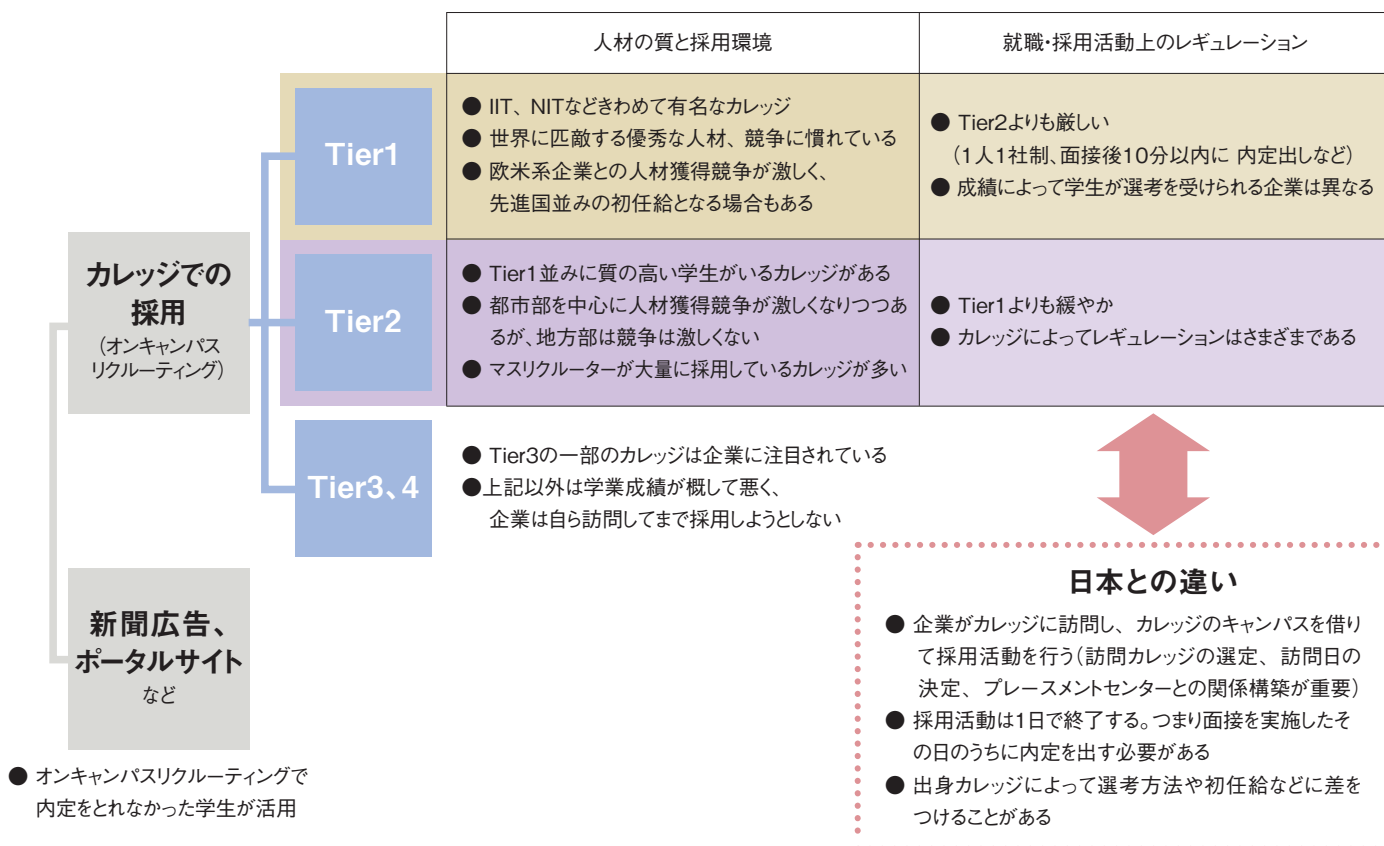 人材の質と採用環境
就職・採用活動上のレギュレーション
Tier1
● IIT、NITなどきわめて有名なカレッジ
● 世界に匹敵する優秀な人材、競争に慣れている
● 欧米系企業との人材獲得競争が激しく、
先進国並みの初任給となる場合もある
● Tier2よりも厳しい
（1人1社制、面接後10分以内に 内定出しなど）
● 成績によって学生が選考を受けられる企業は異なる
カレッジでの
採用
（オンキャンパス
リクルーティング）
Tier2
● Tier1並みに質の高い学生がいるカレッジがある
● 都市部を中心に人材獲得競争が激しくなりつつあ
るが、地方部は競争は激しくない
● マスリクルーターが大量に採用しているカレッジが多い
● Tier1よりも緩やか
● カレッジによってレギュレーションはさまざまである
Tier3、4
● Tier3の一部のカレッジは企業に注目されている
●上記以外は学業成績が概して悪く、
企業は自ら訪問してまで採用しようとしない
新聞広告、
ポータルサイト
など
● オンキャンパスリクルーティングで
内定をとれなかった学生が活用
日本との違い
● 企業がカレッジに訪問し、カレッジのキャンパスを借り
て採用活動を行う（訪問カレッジの選定、訪問日の
決定、プレースメントセンターとの関係構築が重要）
● 採用活動は1日で終了する。つまり面接を実施したそ
の日のうちに内定を出す必要がある
● 出身カレッジによって選考方法や初任給などに差を
つけることがある